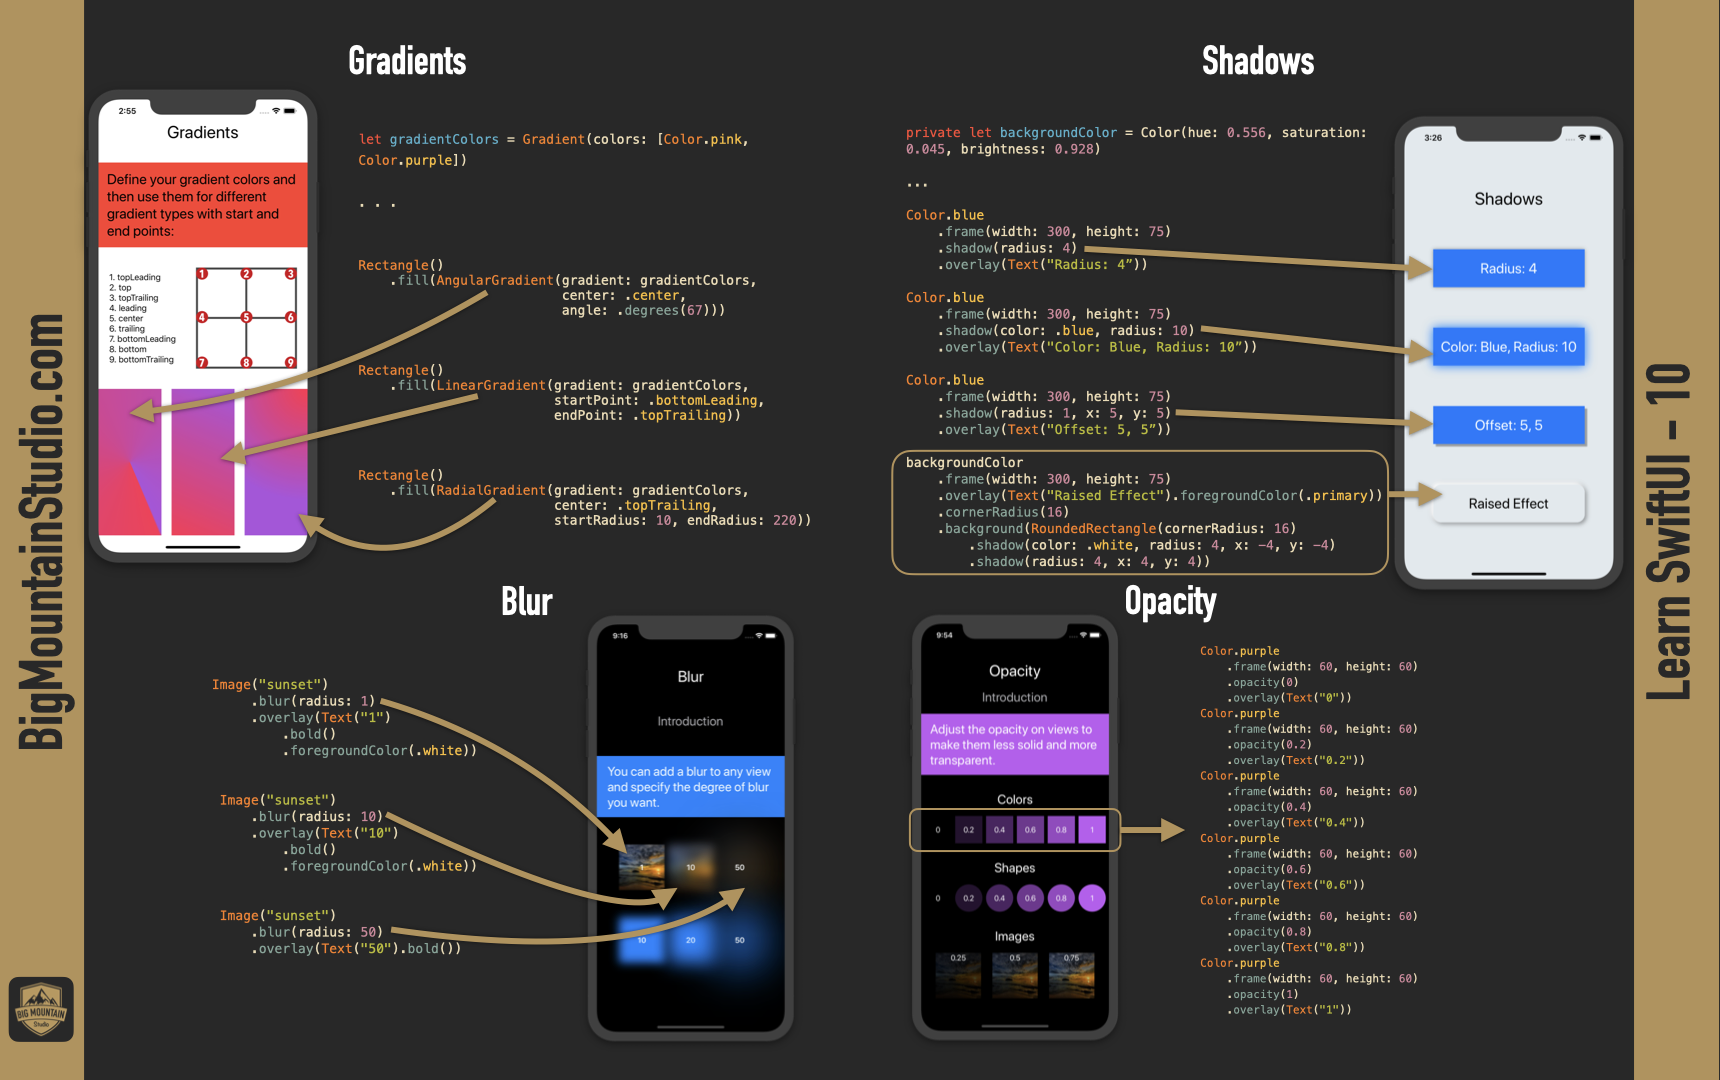 BigMountainStudio.com
BIG MOUNTAIN
Studio
Gradients
2:55
Gradients
Define your gradient colors and
then use them for different
gradient types with start and
end points:
1. topLeading
2. top
3. topTrailing
4. leading
5. center
6. trailing
7. bottomLeading
8. bottom
9. bottomTrailing
1 2 3
4 5 6
7 8 9
let gradientColors = Gradient(colors: [Color.pink,
Color.purple])
. . .
Rectangle()
.fill(AngularGradient(gradient: gradientColors,
center: .center,
angle: .degrees(67)))
Rectangle()
.fill(LinearGradient(gradient: gradientColors,
startPoint: .bottomLeading,
endPoint: .topTrailing))
Rectangle()
.fill(RadialGradient(gradient: gradientColors,
center: .topTrailing,
startRadius: 10, endRadius: 220))
Shadows
private let backgroundColor = Color(hue: 0.556, saturation:
0.045, brightness: 0.928)
...
Color.blue
.frame(width: 300, height: 75)
.shadow(radius: 4)
.overlay(Text("Radius: 4”))
Color.blue
.frame(width: 300, height: 75)
.shadow(color: .blue, radius: 10)
.overlay(Text("Color: Blue, Radius: 10”))
Color.blue
.frame(width: 300, height: 75)
.shadow(radius: 1, x: 5, y: 5)
.overlay(Text("Offset: 5, 5”))
backgroundColor
.frame(width: 300, height: 75)
.overlay(Text("Raised Effect").foregroundColor(.primary))
.cornerRadius(16)
.background(RoundedRectangle(cornerRadius: 16)
.shadow(color: .white, radius: 4, x: −4, y: −4)
.shadow(radius: 4, x: 4, y: 4))
3:26
Shadows
Radius: 4
Color: Blue, Radius: 10
Offset: 5, 5
Raised Effect
Blur
Image("sunset")
.blur(radius: 1)
.overlay(Text("1")
.bold()
.foregroundColor(.white))
Image("sunset")
.blur(radius: 10)
.overlay(Text("10")
.bold()
.foregroundColor(.white))
Image("sunset")
.blur(radius: 50)
.overlay(Text("50").bold())
9:16
Blur
Introduction
You can add a blur to any view
and specify the degree of blur
you want.
1 10 50
10 20 50
Opacity
9:54
Opacity
Introduction
Adjust the opacity on views to
make them less solid and more
transparent.
Colors
0 0.2 0.4 0.6 0.8 1
Shapes
0 0.2 0.4 0.6 0.8 1
Images
0.25 0.5 0.75
Color.purple
.frame(width: 60, height: 60)
.opacity(0)
.overlay(Text("0"))
Color.purple
.frame(width: 60, height: 60)
.opacity(0.2)
.overlay(Text("0.2"))
Color.purple
.frame(width: 60, height: 60)
.opacity(0.4)
.overlay(Text("0.4"))
Color.purple
.frame(width: 60, height: 60)
.opacity(0.6)
.overlay(Text("0.6"))
Color.purple
.frame(width: 60, height: 60)
.opacity(0.8)
.overlay(Text("0.8"))
Color.purple
.frame(width: 60, height: 60)
.opacity(1)
.overlay(Text("1"))
Learn SwiftUI - 10